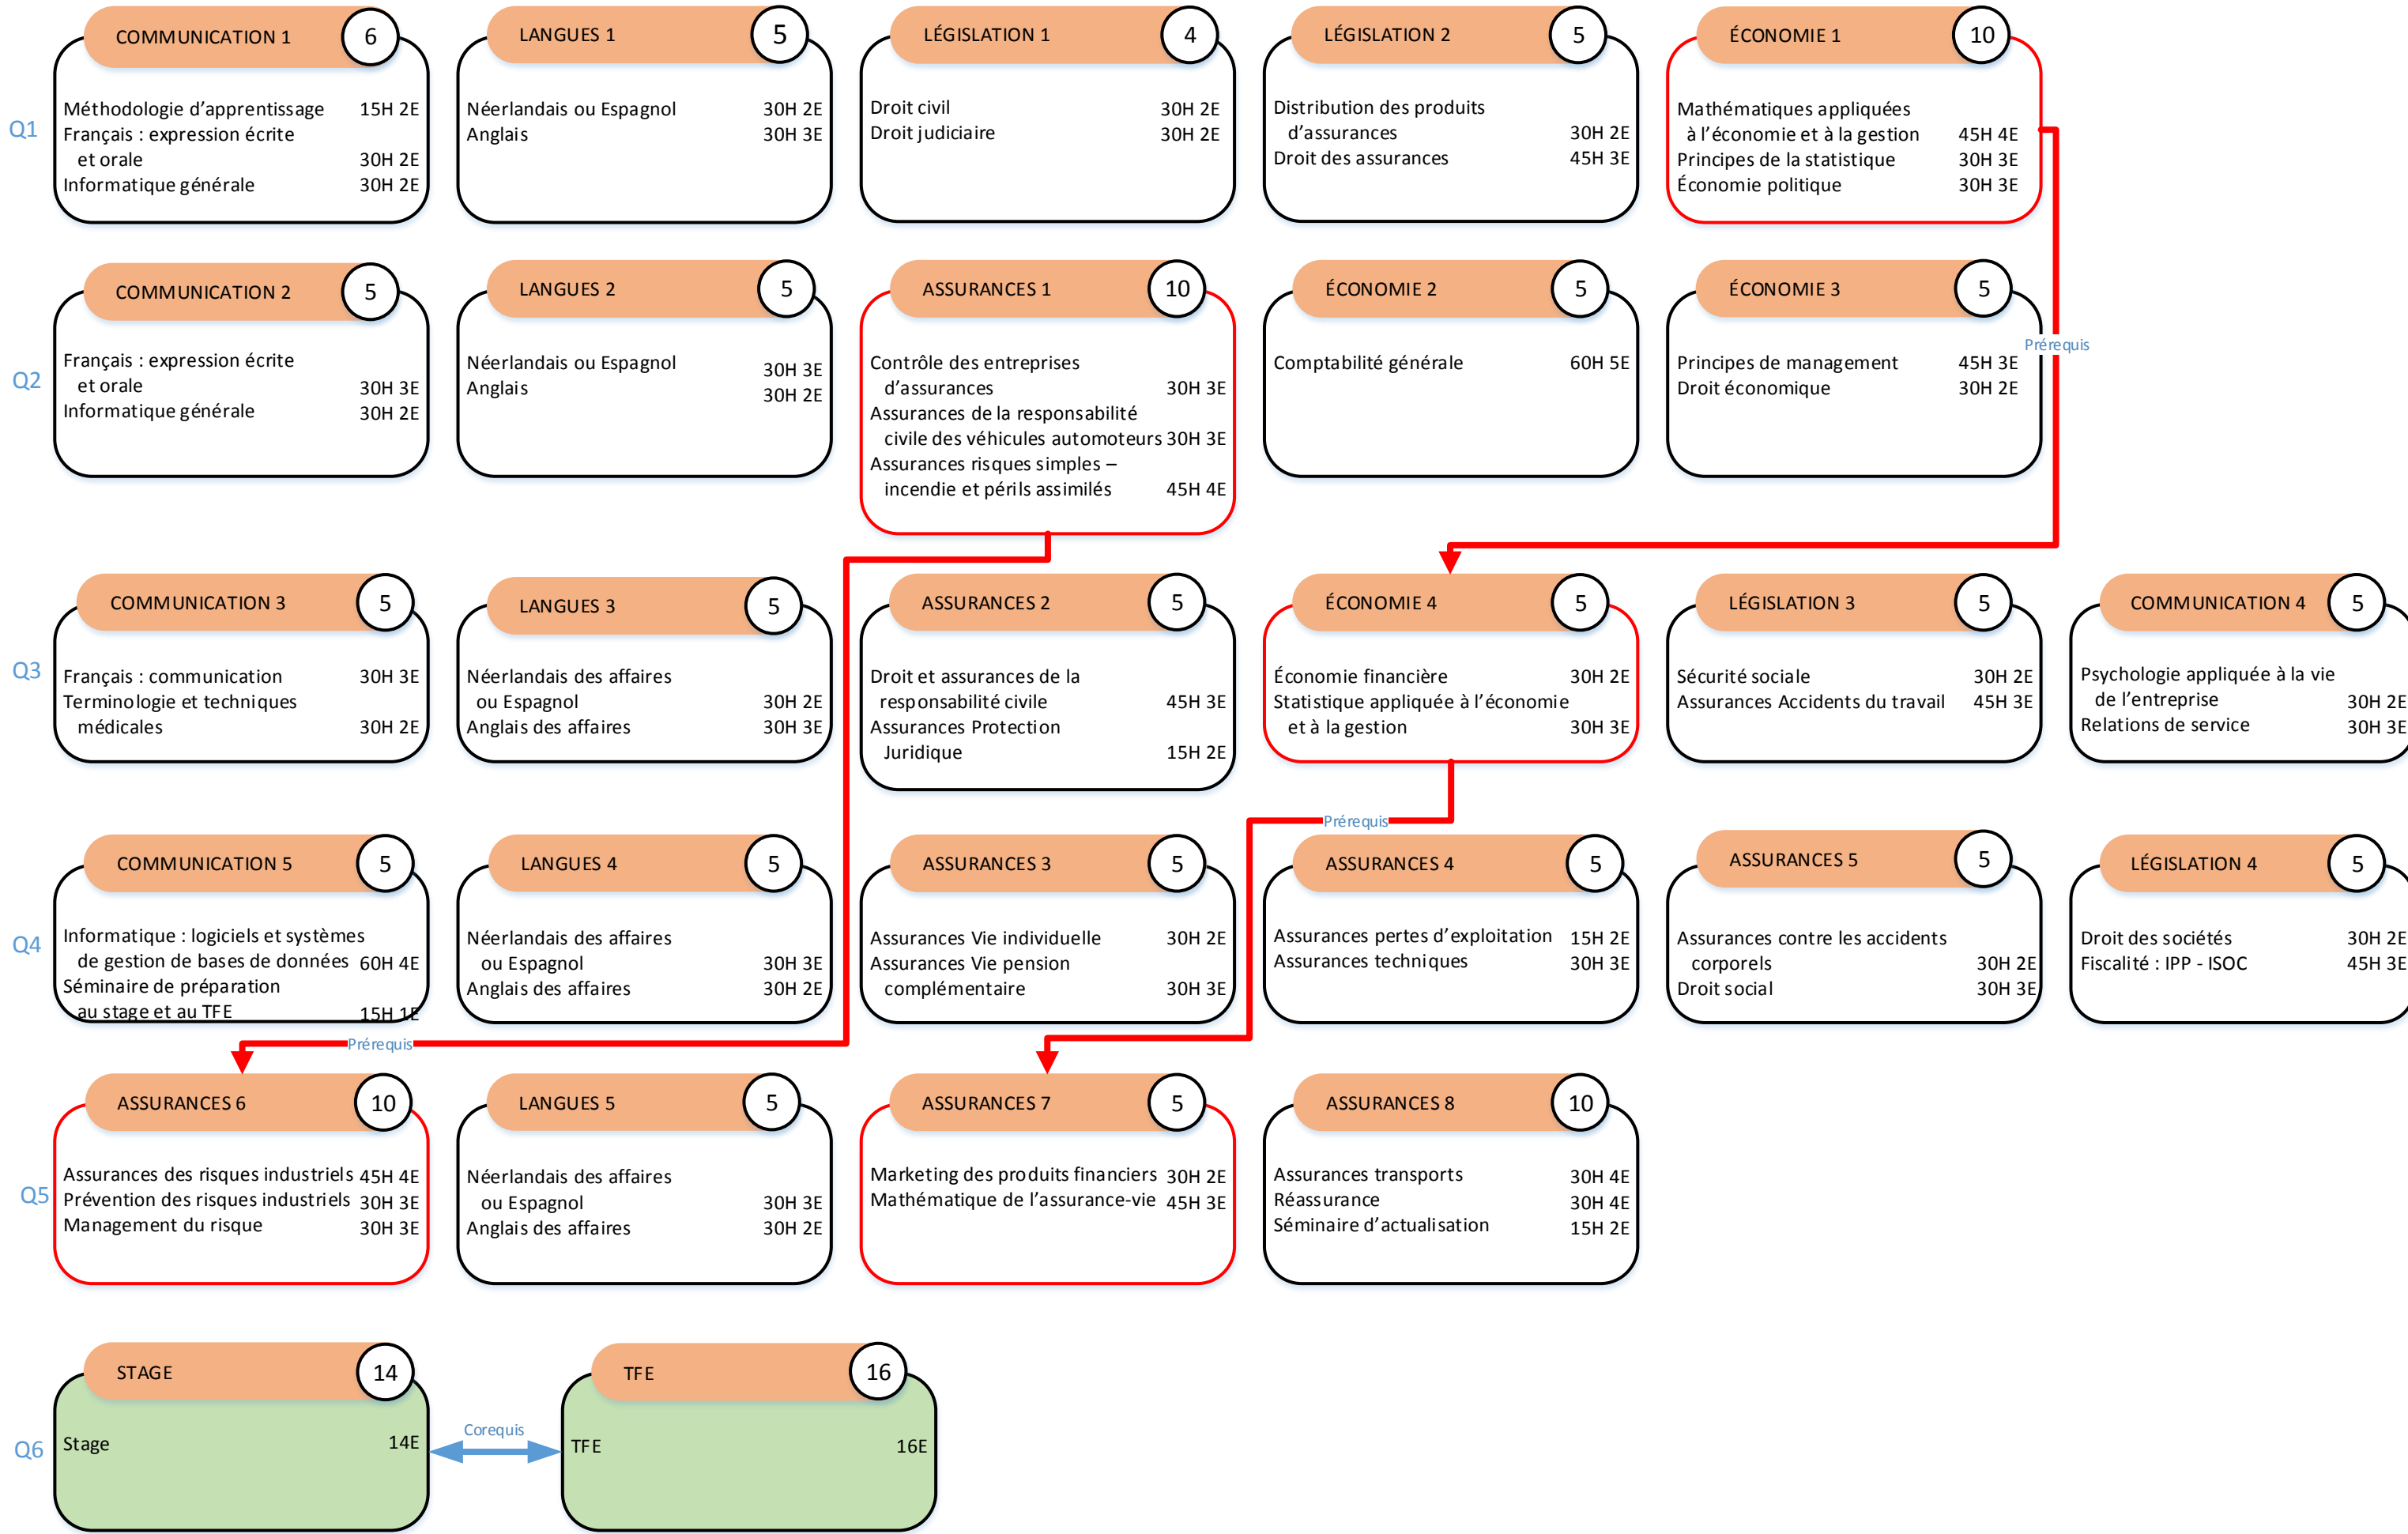 COMMUNICATION 1 6
Méthodologie d’apprentissage 15H 2E
Français : expression écrite
et orale 30H 2E
Informatique générale 30H 2E
LANGUES 1 5
Néerlandais ou Espagnol 30H 2E
Anglais 30H 3E
LÉGISLATION 1 4
Droit civil 30H 2E
Droit judiciaire 30H 2E
LÉGISLATION 2 5
Distribution des produits
d’assurances 30H 2E
Droit des assurances 45H 3E
ÉCONOMIE 1 10
Mathématiques appliquées
à l’économie et à la gestion 45H 4E
Principes de la statistique 30H 3E
Économie politique 30H 3E
Q1
COMMUNICATION 2 5
Français : expression écrite
et orale 30H 3E
Informatique générale 30H 2E
LANGUES 2 5
Néerlandais ou Espagnol 30H 3E
Anglais 30H 2E
ASSURANCES 1 10
Contrôle des entreprises
d’assurances 30H 3E
Assurances de la responsabilité
civile des véhicules automoteurs 30H 3E
Assurances risques simples –
incendie et périls assimilés 45H 4E
ÉCONOMIE 2 5
Comptabilité générale 60H 5E
ÉCONOMIE 3 5
Principes de management 45H 3E
Droit économique 30H 2E
Prérequis
Q2
COMMUNICATION 3 5
Français : communication 30H 3E
Terminologie et techniques
médicales 30H 2E
LANGUES 3 5
Néerlandais des affaires
ou Espagnol 30H 2E
Anglais des affaires 30H 3E
ASSURANCES 2 5
Droit et assurances de la
responsabilité civile 45H 3E
Assurances Protection
Juridique 15H 2E
ÉCONOMIE 4 5
Économie financière 30H 2E
Statistique appliquée à l’économie
et à la gestion 30H 3E
LÉGISLATION 3 5
Sécurité sociale 30H 2E
Assurances Accidents du travail 45H 3E
COMMUNICATION 4 5
Psychologie appliquée à la vie
de l’entreprise 30H 2E
Relations de service 30H 3E
Q3
Prérequis
COMMUNICATION 5 5
Informatique : logiciels et systèmes
de gestion de bases de données 60H 4E
Séminaire de préparation
au stage et au TFE 15H 1E
LANGUES 4 5
Néerlandais des affaires
ou Espagnol 30H 3E
Anglais des affaires 30H 2E
ASSURANCES 3 5
Assurances Vie individuelle 30H 2E
Assurances Vie pension
complémentaire 30H 3E
ASSURANCES 4 5
Assurances pertes d’exploitation 15H 2E
Assurances techniques 30H 3E
ASSURANCES 5 5
Assurances contre les accidents
corporels 30H 2E
Droit social 30H 3E
LÉGISLATION 4 5
Droit des sociétés 30H 2E
Fiscalité : IPP - ISOC 45H 3E
Q4
Prérequis
ASSURANCES 6 10
Assurances des risques industriels 45H 4E
Prévention des risques industriels 30H 3E
Management du risque 30H 3E
LANGUES 5 5
Néerlandais des affaires
ou Espagnol 30H 3E
Anglais des affaires 30H 2E
ASSURANCES 7 5
Marketing des produits financiers 30H 2E
Mathématique de l’assurance-vie 45H 3E
ASSURANCES 8 10
Assurances transports 30H 4E
Réassurance 30H 4E
Séminaire d’actualisation 15H 2E
Q5
STAGE 14
Stage 14E
Corequis
TFE 16
TFE 16E
Q6